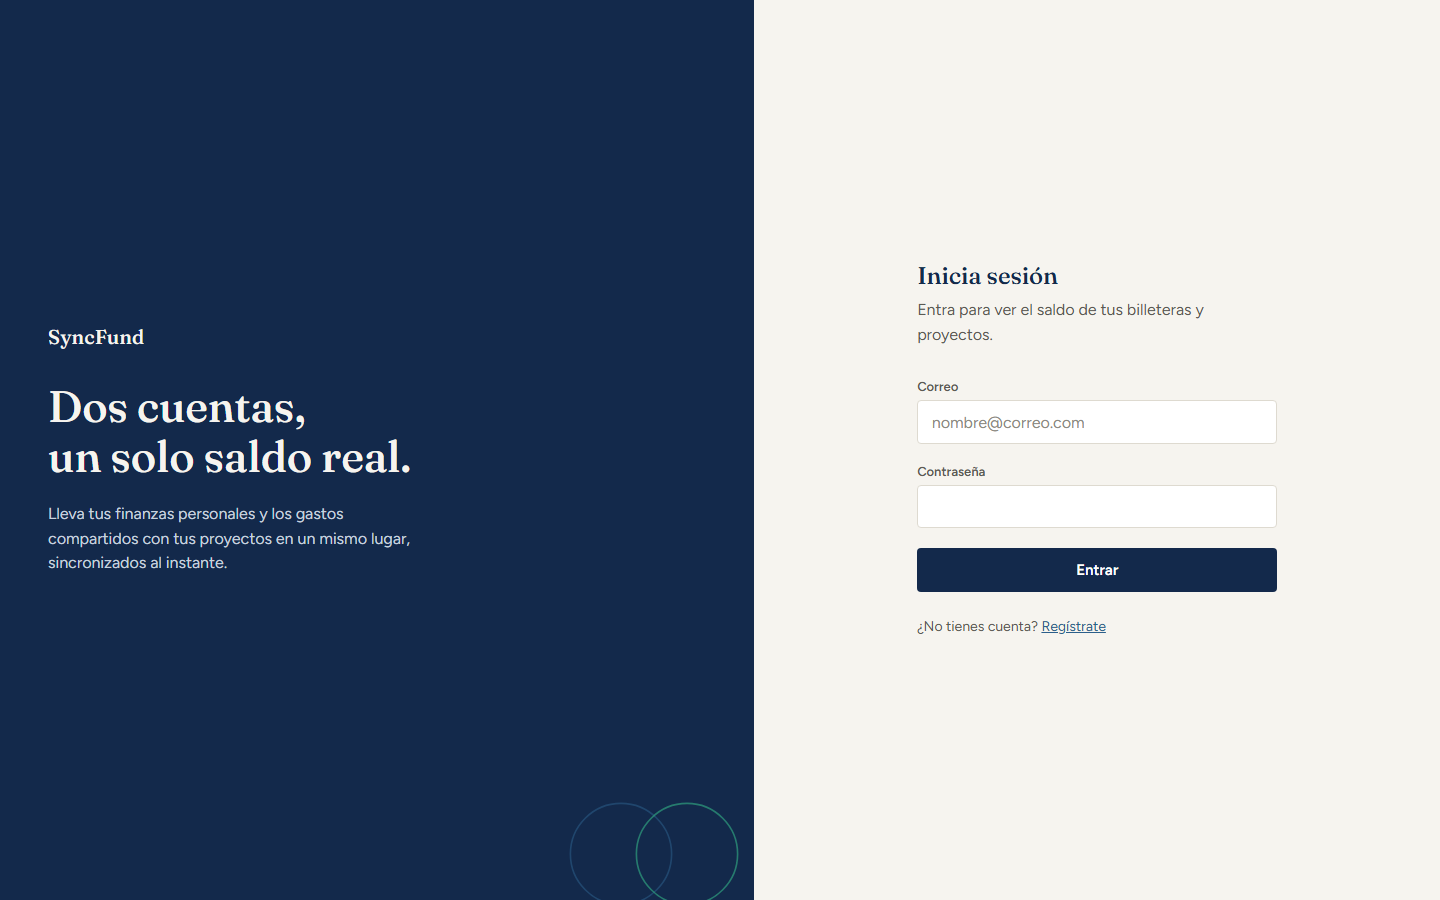 SyncFund
Dos cuentas,
un solo saldo real.
Lleva tus finanzas personales y los gastos
compartidos con tus proyectos en un mismo lugar,
sincronizados al instante.
Inicia sesión
Entra para ver el saldo de tus billeteras y
proyectos.
Correo
nombre@correo.com
Contraseña
Entrar
¿No tienes cuenta? Regístrate